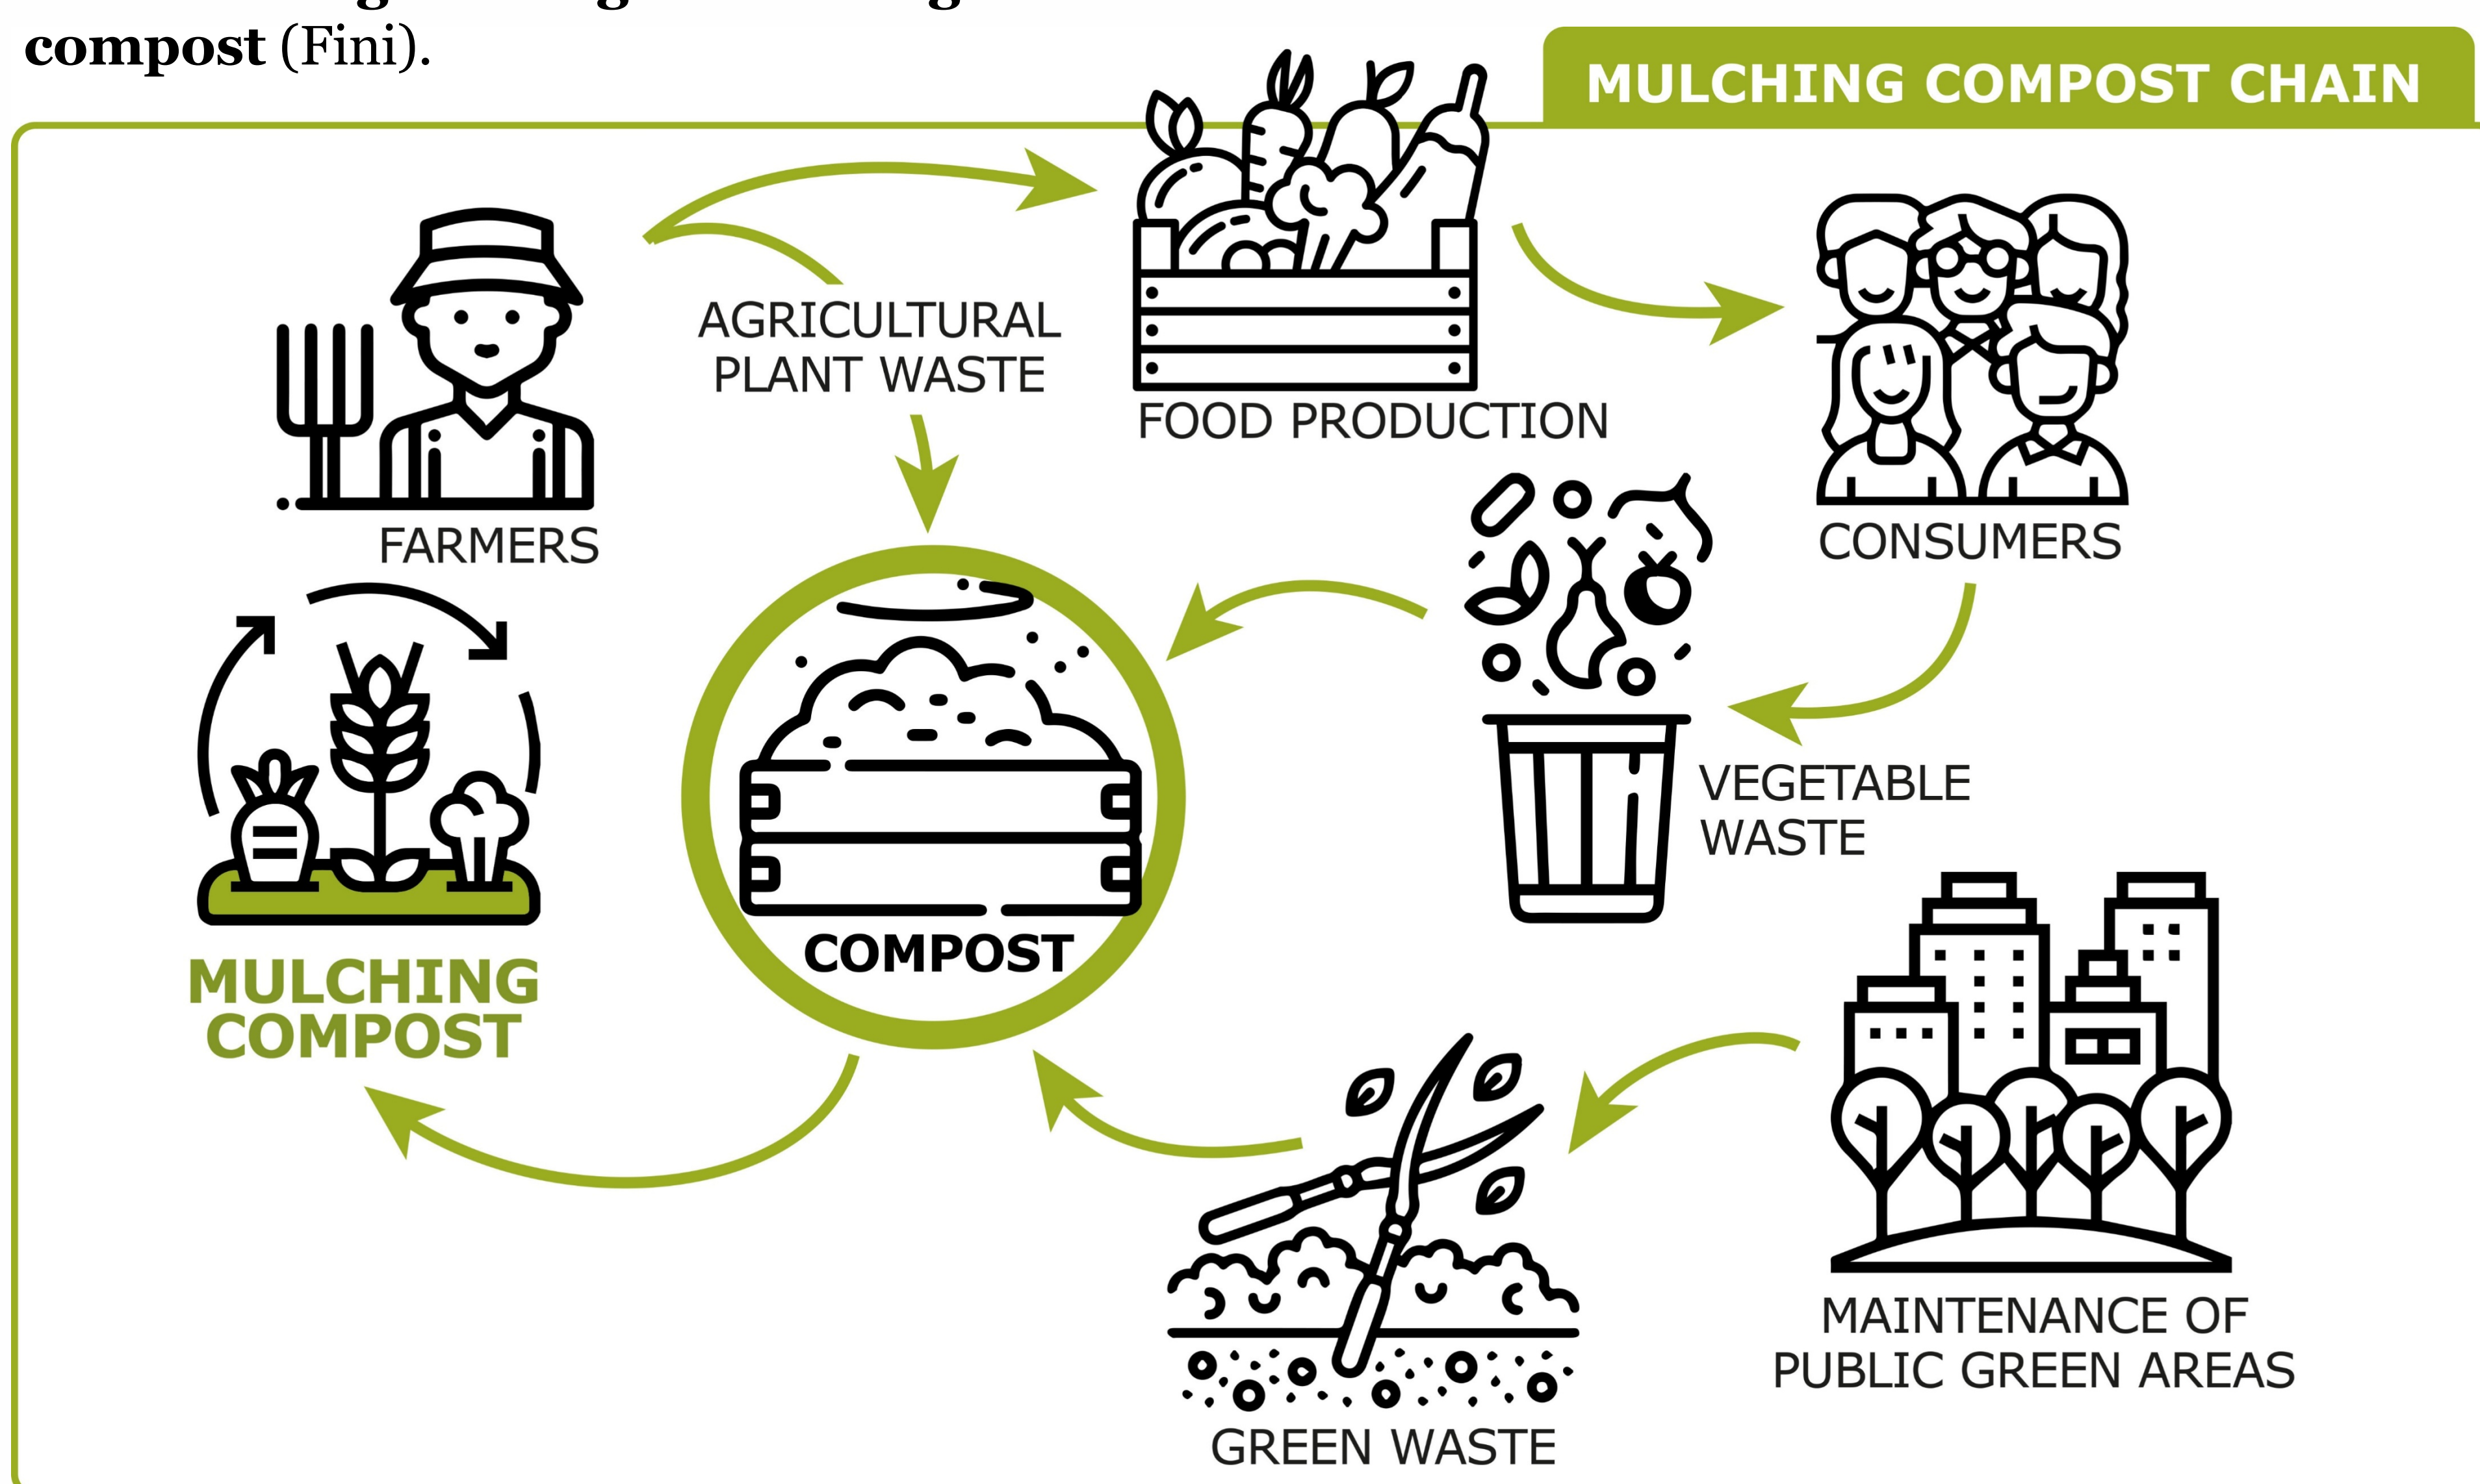 compost (Fini).
MULCHING COMPOST CHAIN
AGRICULTURAL
PLANT WASTE
FOOD PRODUCTION
FARMERS
CONSUMERS
VEGETABLE
WASTE
COMPOST
MULCHING
COMPOST
MAINTENANCE OF
PUBLIC GREEN AREAS
GREEN WASTE